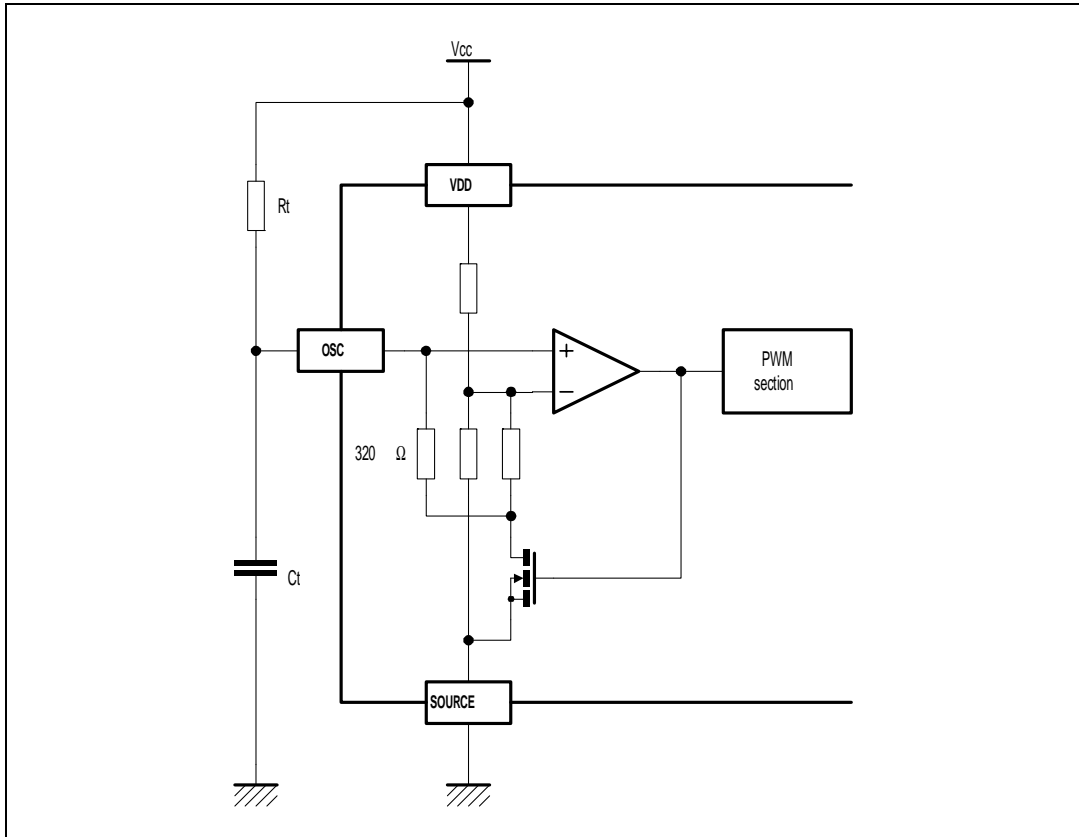 Vcc
VDD
Rt
OSC
+
−
PWM
section
320 Ω
Ct
SOURCE